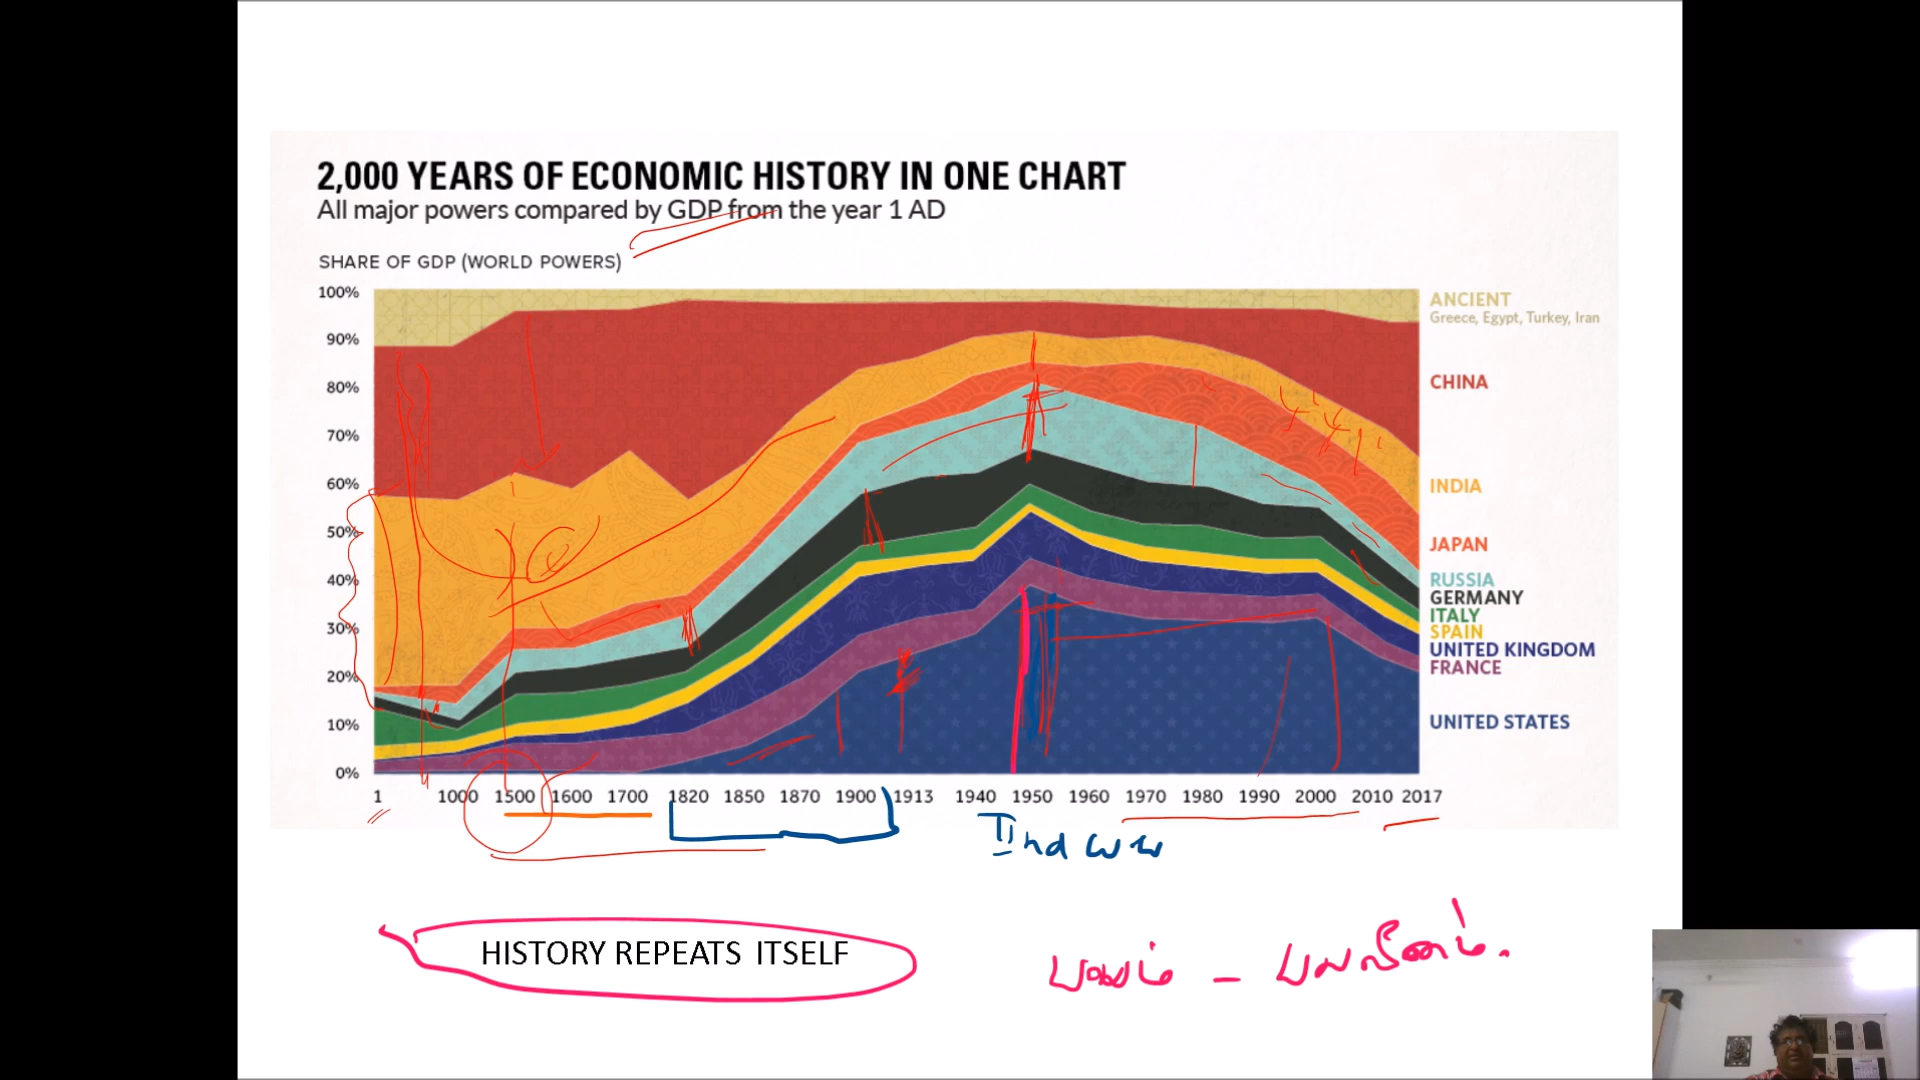 2,000 YEARS OF ECONOMIC HISTORY IN ONE CHART
All major powers compared by GDP from the year 1 AD
SHARE OF GDP (WORLD POWERS)
100%
90%
80%
70%
60%
50%
40%
30%
20%
10%
0%
ANCIENT
Greece, Egypt, Turkey, Iran
CHINA
INDIA
JAPAN
RUSSIA
GERMANY
ITALY
SPAIN
UNITED KINGDOM
FRANCE
UNITED STATES
1 1000 1500 1600 1700 1820 1850 1870 1900 1913 1940 1950 1960 1970 1980 1990 2000 2010 2017
IInd WW
HISTORY REPEATS ITSELF